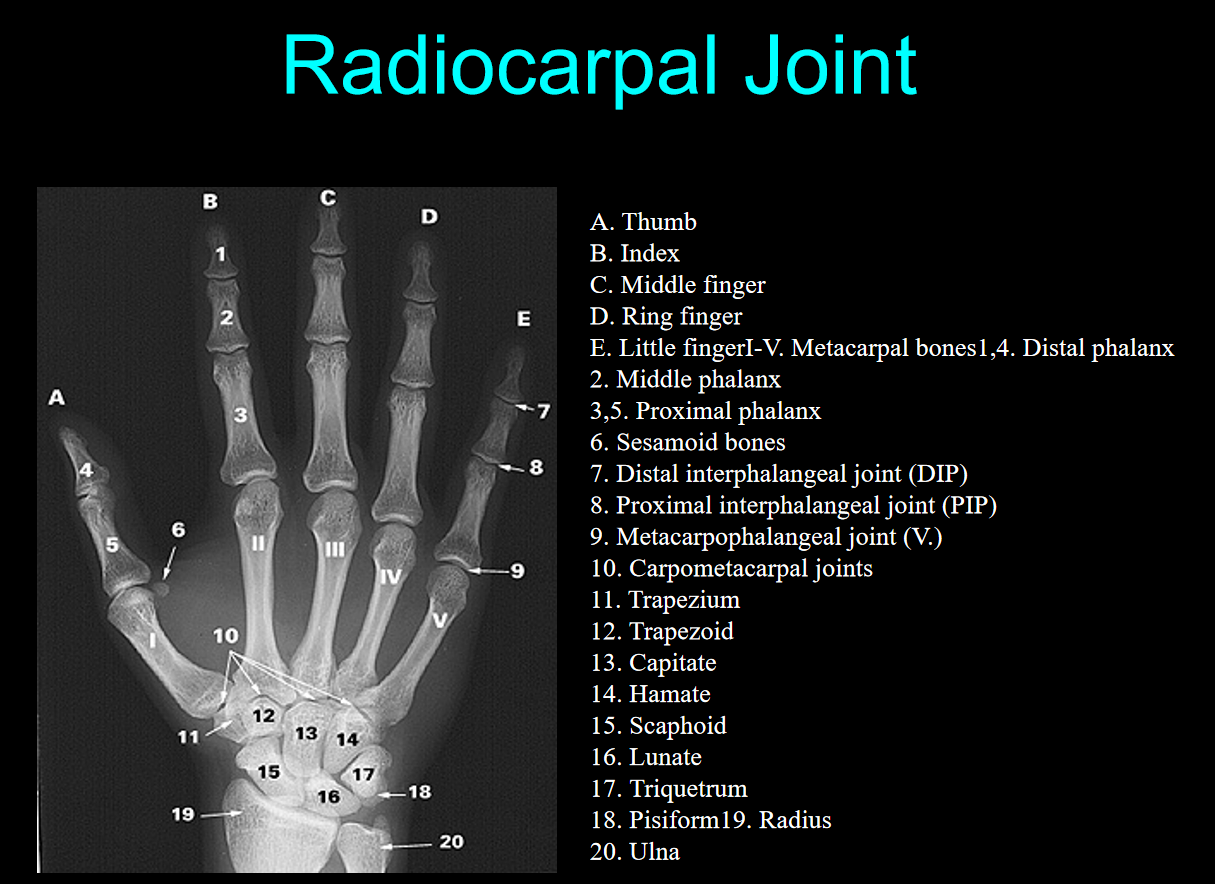 Radiocarpal Joint
B
C
D
1
2
E
A
3
7
4
8
6
5
II
III
9
IV
V
10
I
12
13
14
11
15
17
16
18
19
20
A. Thumb
B. Index
C. Middle finger
D. Ring finger
E. Little fingerI-V. Metacarpal bones1,4. Distal phalanx
2. Middle phalanx
3,5. Proximal phalanx
6. Sesamoid bones
7. Distal interphalangeal joint (DIP)
8. Proximal interphalangeal joint (PIP)
9. Metacarpophalangeal joint (V.)
10. Carpometacarpal joints
11. Trapezium
12. Trapezoid
13. Capitate
14. Hamate
15. Scaphoid
16. Lunate
17. Triquetrum
18. Pisiform19. Radius
20. Ulna